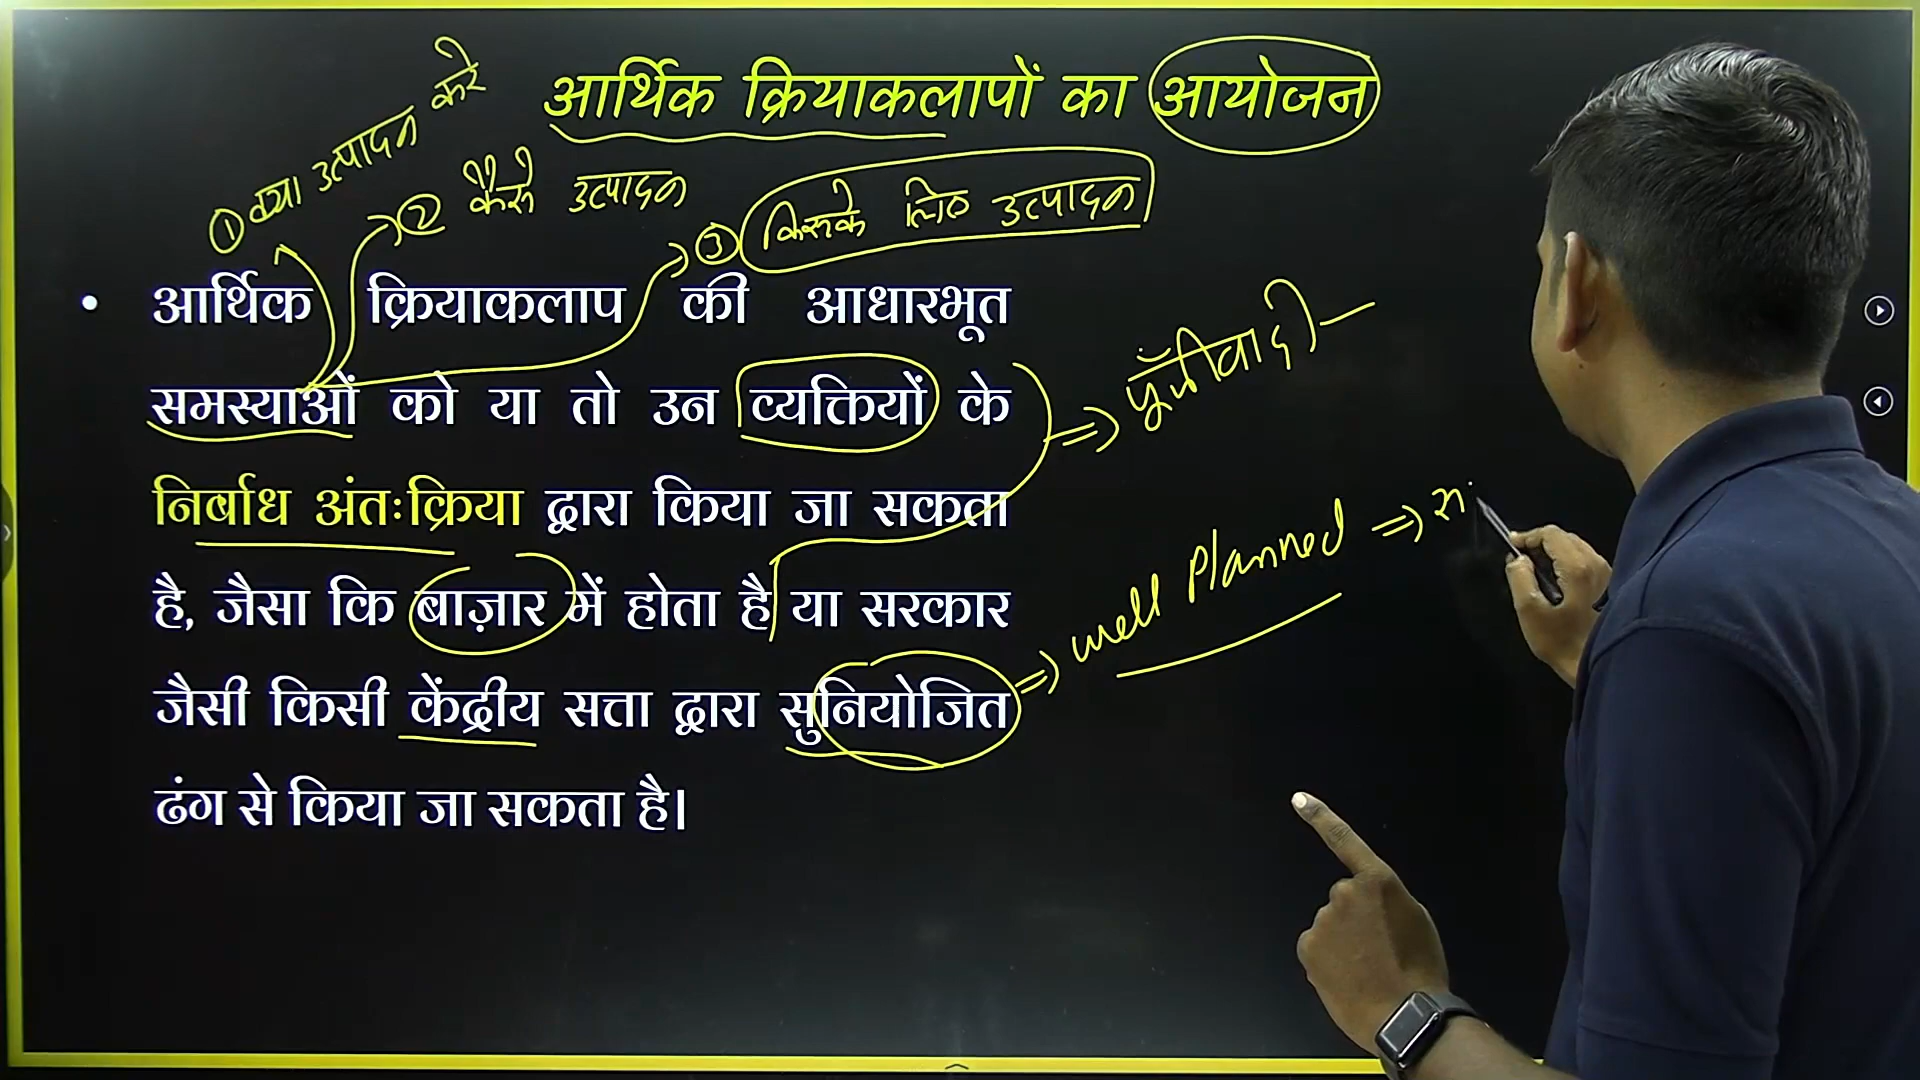 आर्थिक क्रियाकलापों का आयोजन
① क्या उत्पादन करे
② कैसे उत्पादन
③ किसके लिए उत्पादन
• आर्थिक क्रियाकलाप की आधारभूत
समस्याओं को या तो उन व्यक्तियों के
निर्बाध अंतःक्रिया द्वारा किया जा सकता
है, जैसा कि बाज़ार में होता है या सरकार
जैसी किसी केंद्रीय सत्ता द्वारा सुनियोजित
ढंग से किया जा सकता है।
⇒ पूँजीवादी —
⇒ well planned ⇒